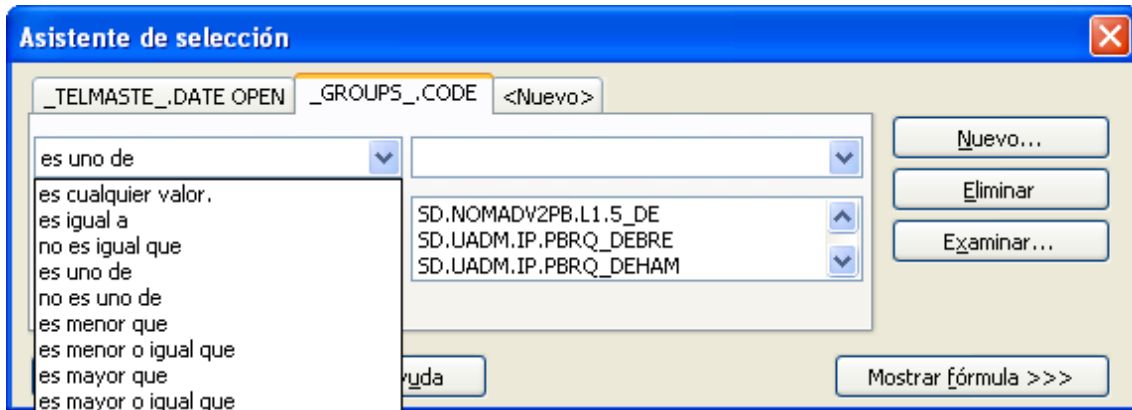 Asistente de selección
_TELMASTE_.DATE OPEN _GROUPS_.CODE <Nuevo>
es uno de
Nuevo...
es cualquier valor.
es igual a
no es igual que
es uno de
no es uno de
es menor que
es menor o igual que
es mayor que
es mayor o igual que
SD.NOMADV2PB.L1.5_DE
SD.UADM.IP.PBRQ_DEBRE
SD.UADM.IP.PBRQ_DEHAM
Eliminar
Examinar...
yuda
Mostrar fórmula >>>